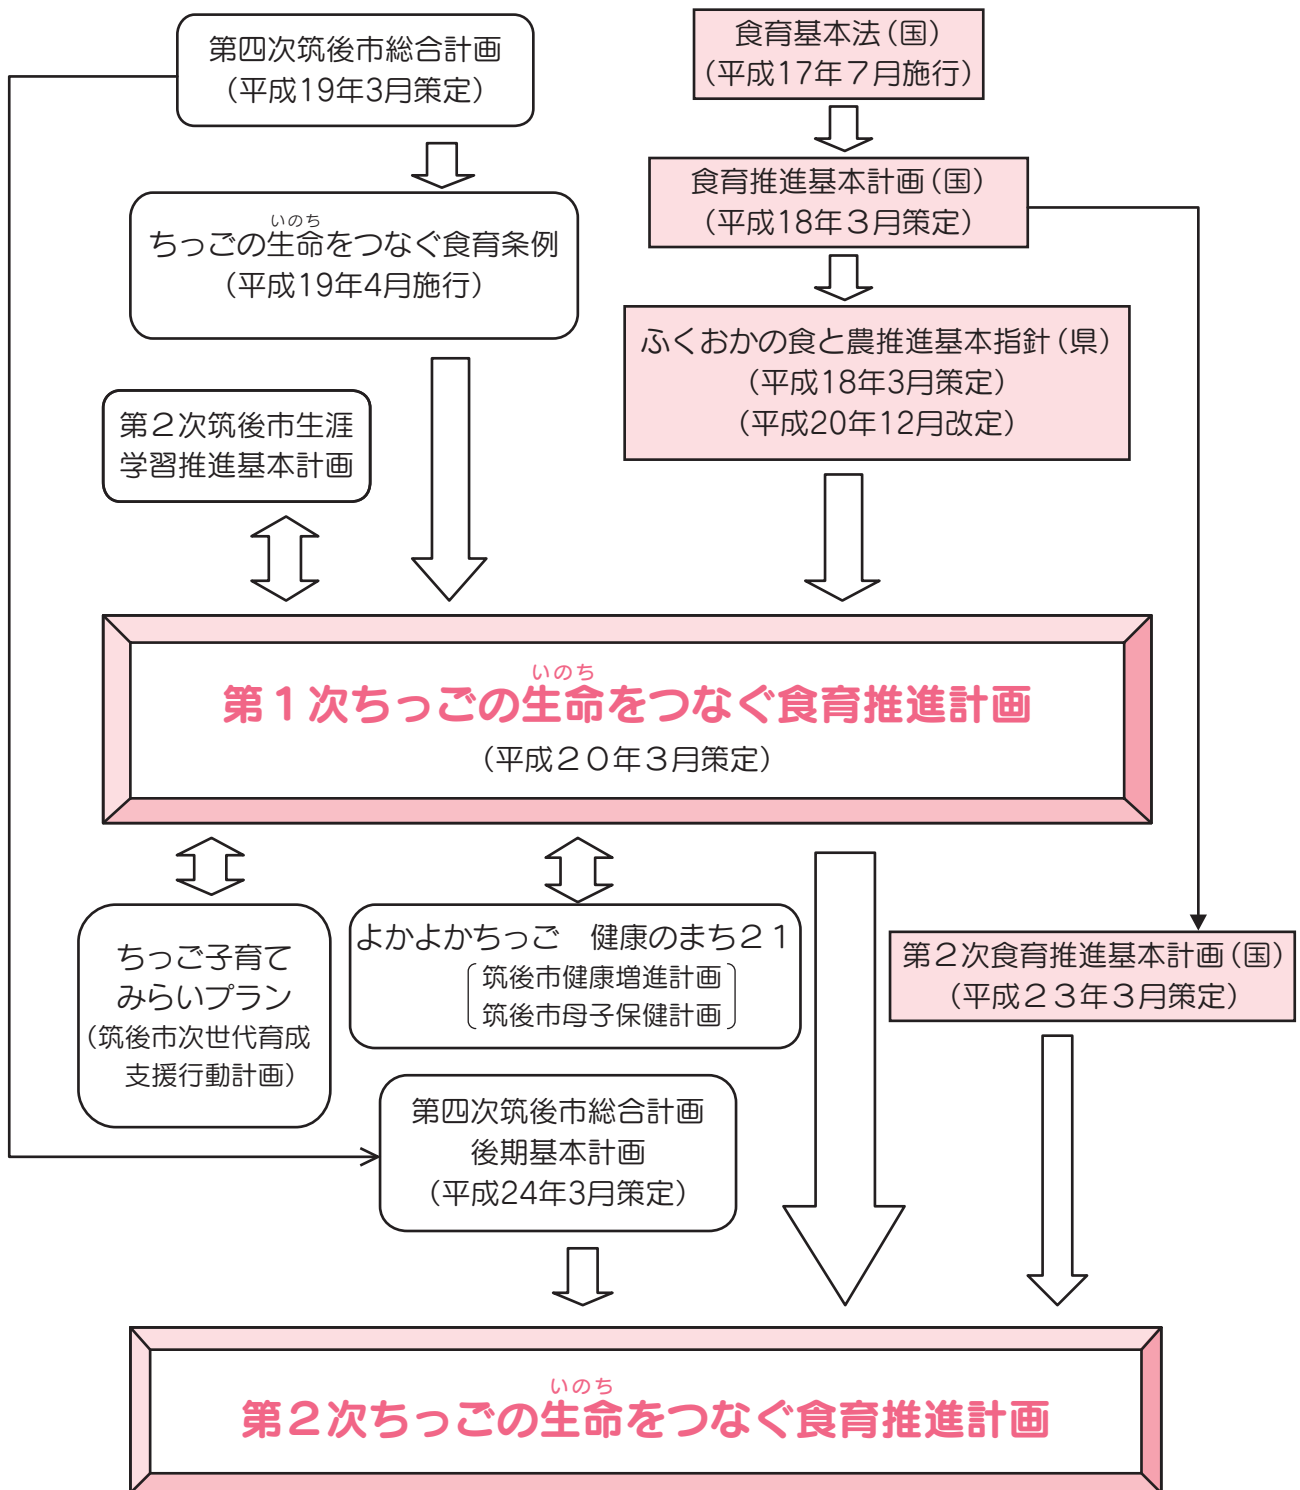 第四次筑後市総合計画
（平成19年3月策定）
食育基本法（国）
（平成17年７月施行）
食育推進基本計画（国）
（平成18年３月策定）
いのち
ちっごの生命をつなぐ食育条例
（平成19年4月施行）
ふくおかの食と農推進基本指針（県）
（平成18年3月策定）
（平成20年12月改定）
第２次筑後市生涯
学習推進基本計画
いのち
第１次ちっごの生命をつなぐ食育推進計画
（平成２０年３月策定）
ちっご子育て
みらいプラン
（筑後市次世代育成
支援行動計画）
よかよかちっご　健康のまち２１
筑後市健康増進計画
筑後市母子保健計画
第２次食育推進基本計画（国）
（平成２３年３月策定）
第四次筑後市総合計画
後期基本計画
（平成24年3月策定）
いのち
第２次ちっごの生命をつなぐ食育推進計画